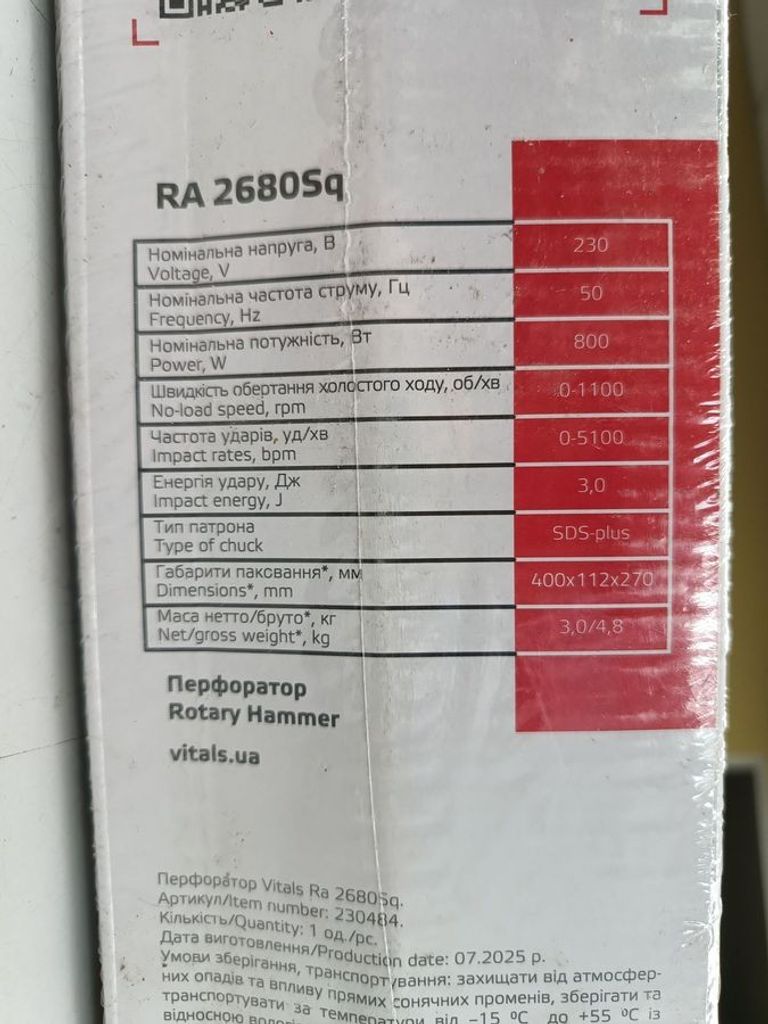 RA 2680Sq
Номінальна напруга, В
Voltage, V
230
Номінальна частота струму, Гц
Frequency, Hz
50
Номінальна потужність, Вт
Power, W
800
Швидкість обертання холостого ходу, об/хв
No-load speed, rpm
0-1100
Частота ударів, уд/хв
Impact rates, bpm
0-5100
Енергія удару, Дж
Impact energy, J
3,0
Тип патрона
Type of chuck
SDS-plus
Габарити паковання*, мм
Dimensions*, mm
400x112x270
Маса нетто/бруто*, кг
Net/gross weight*, kg
3,0/4,8
Перфоратор
Rotary Hammer
vitals.ua
Перфоратор Vitals Ra 2680Sq.
Артикул/Item number: 230484.
Кількість/Quantity: 1 од./pc.
Дата виготовлення/Production date: 07.2025 р.
Умови зберігання, транспортування: захищати від атмосфер-
них опадів та впливу прямих сонячних променів, зберігати та
транспортувати за температури від –15 ºC до +55 ºC із
відносною